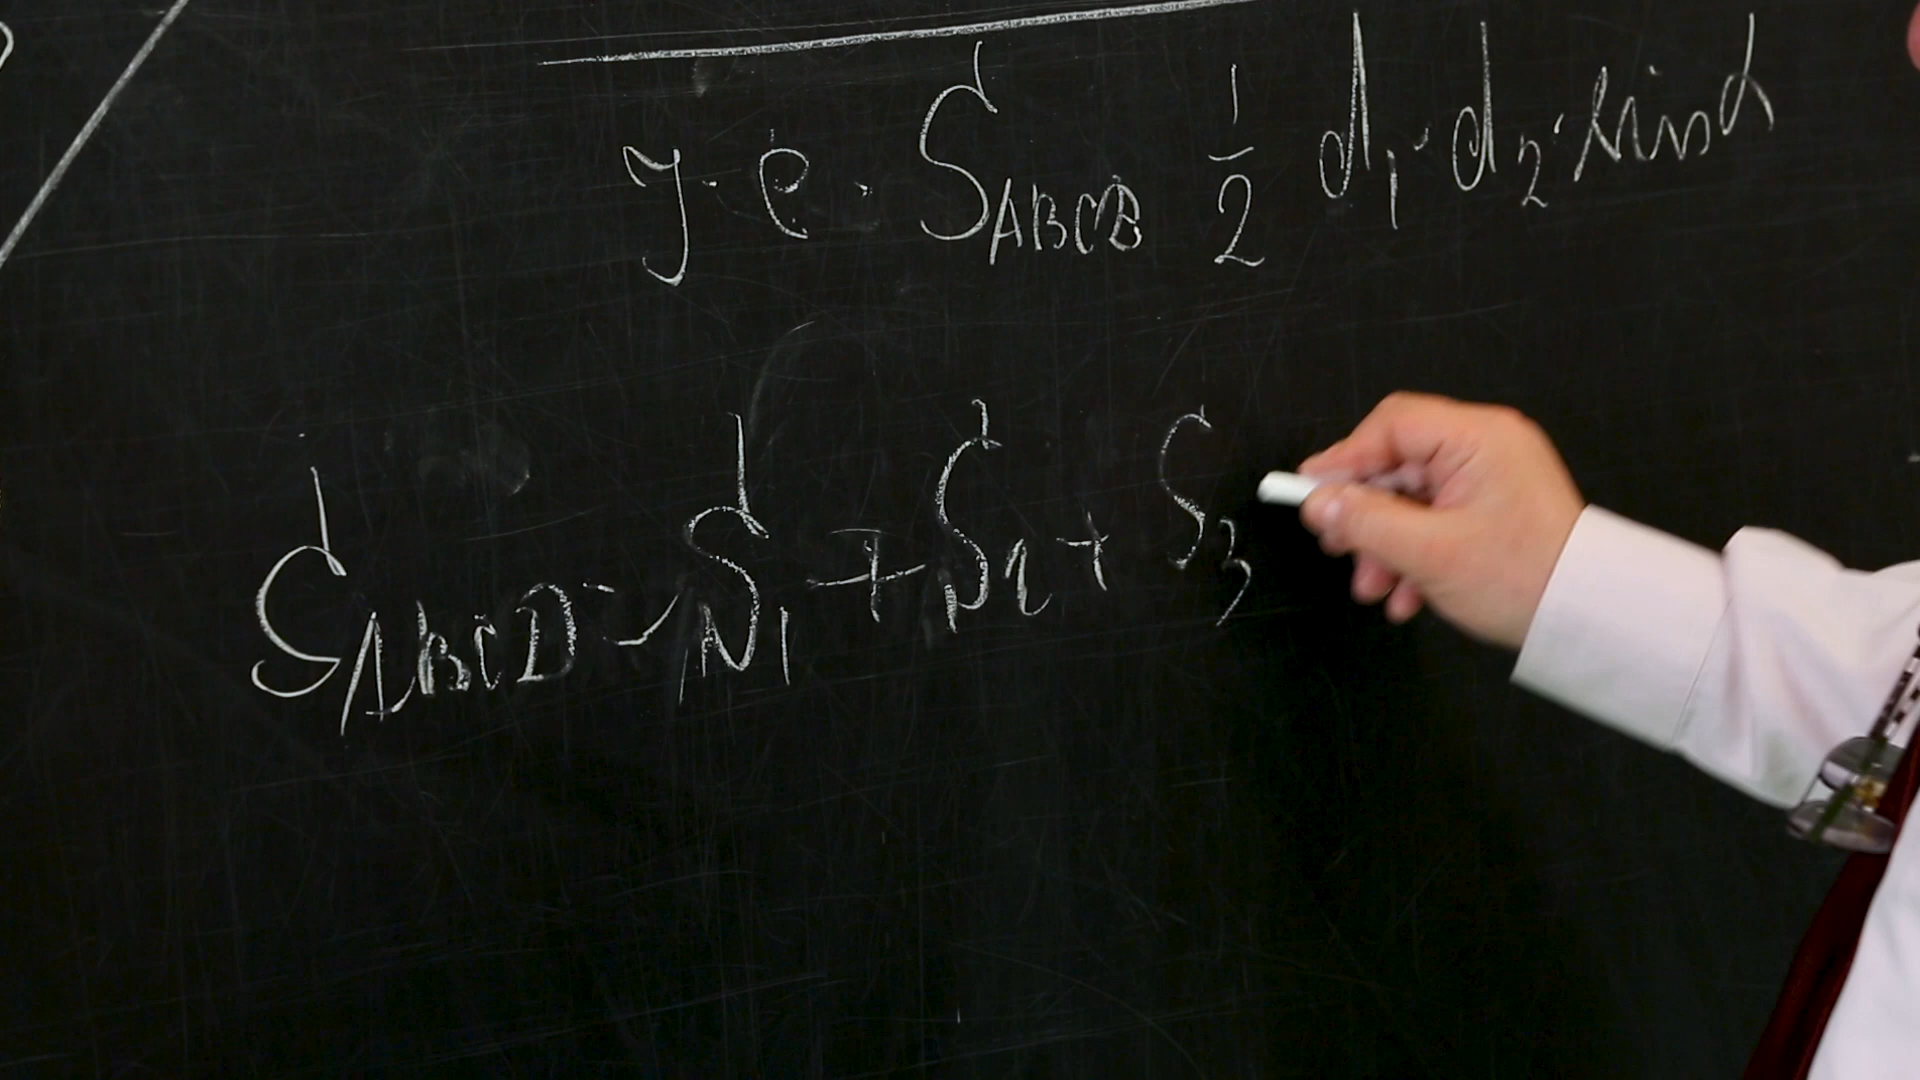 т.е. S ABCD 1/2 d₁·d₂·sinα
S ABCD = S₁ + S₂ + S₃